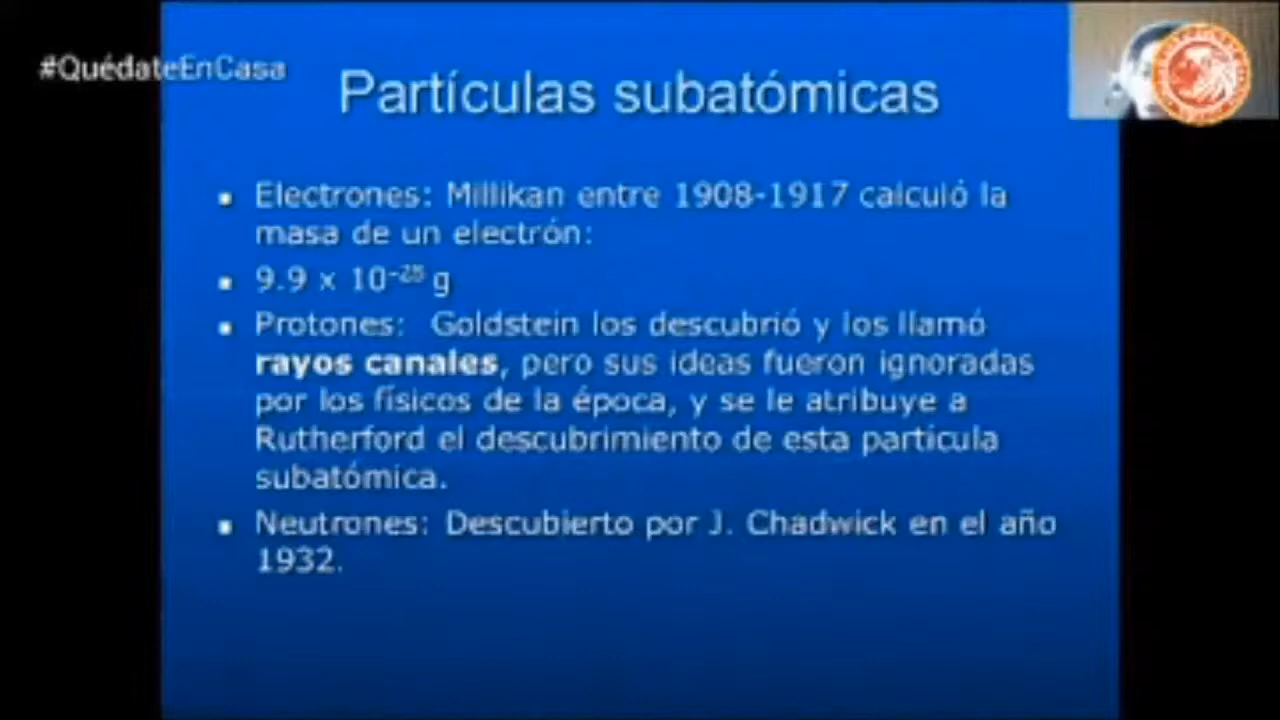 #QuédateEnCasa
Partículas subatómicas
▪ Electrones: Millikan entre 1908-1917 calculó la
masa de un electrón:
▪ 9.9 x 10⁻²⁸ g
▪ Protones: Goldstein los descubrió y los llamó
rayos canales, pero sus ideas fueron ignoradas
por los físicos de la época, y se le atribuye a
Rutherford el descubrimiento de esta partícula
subatómica.
▪ Neutrones: Descubierto por J. Chadwick en el año
1932.